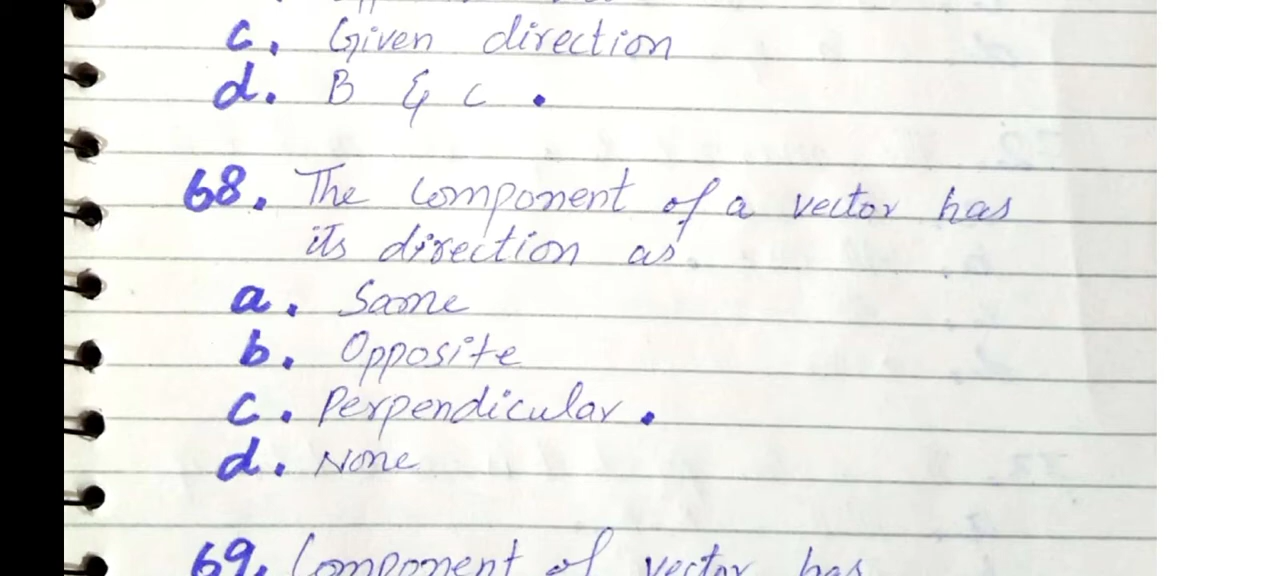 c. Given direction
d. B & C .
68. The component of a vector has
its direction as
a. Same
b. Opposite
c. Perpendicular .
d. None
69. Component of vector has